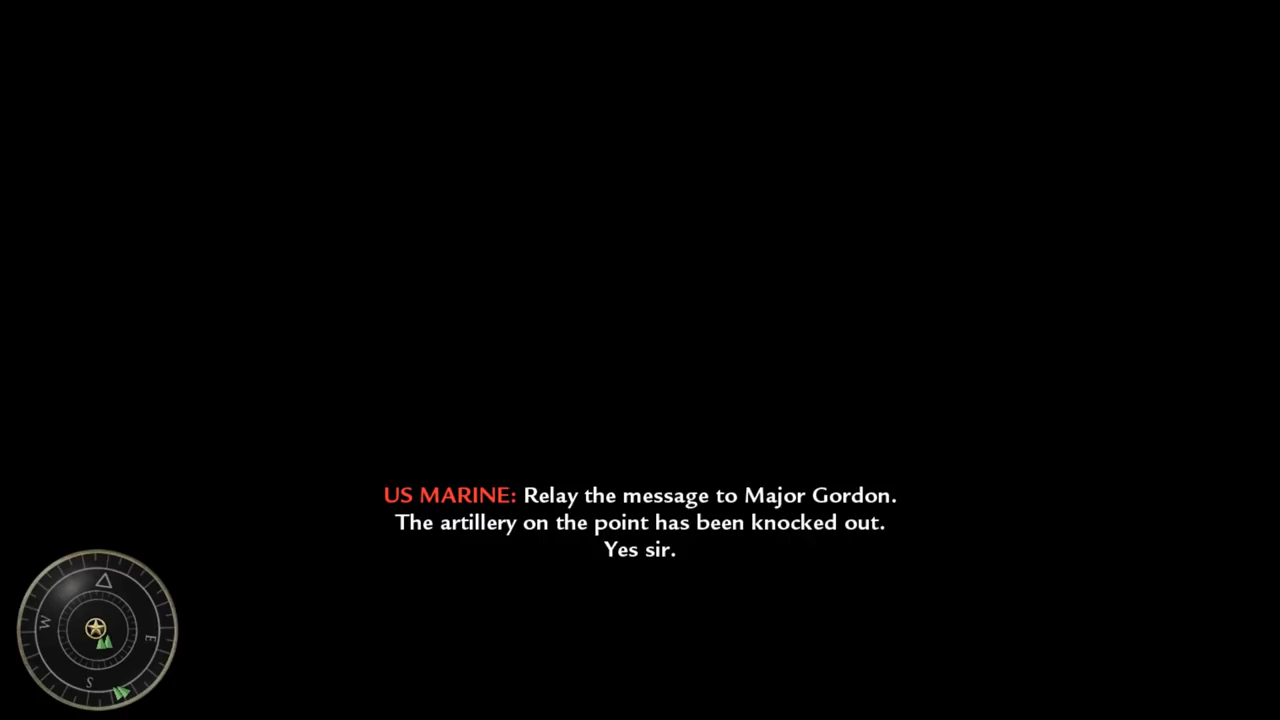 US MARINE: Relay the message to Major Gordon.
The artillery on the point has been knocked out.
Yes sir.
W
E
S